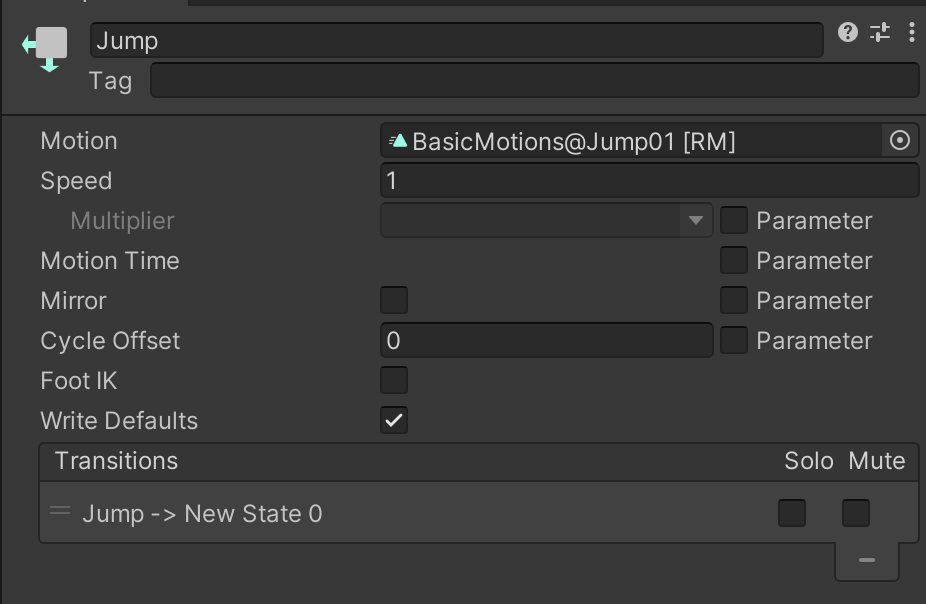 Jump
Tag
Motion BasicMotions@Jump01 [RM]
Speed 1
Multiplier Parameter
Motion Time Parameter
Mirror Parameter
Cycle Offset 0 Parameter
Foot IK
Write Defaults
Transitions Solo Mute
Jump -> New State 0